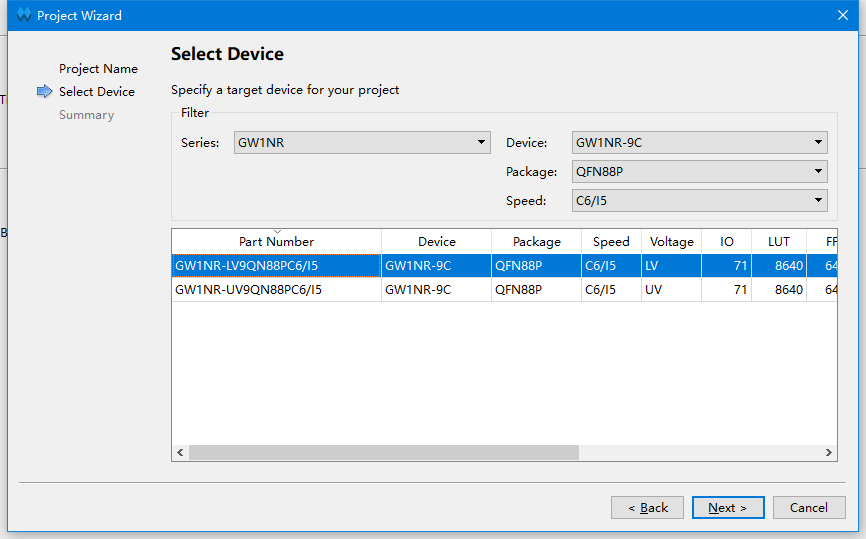 Project Wizard
Project Name
Select Device
Summary
Select Device
Specify a target device for your project
Filter
Series: GW1NR Device: GW1NR-9C
Package: QFN88P
Speed: C6/I5
Part Number Device Package Speed Voltage IO LUT FF
GW1NR-LV9QN88PC6/I5 GW1NR-9C QFN88P C6/I5 LV 71 8640 64
GW1NR-UV9QN88PC6/I5 GW1NR-9C QFN88P C6/I5 UV 71 8640 64
< Back Next > Cancel